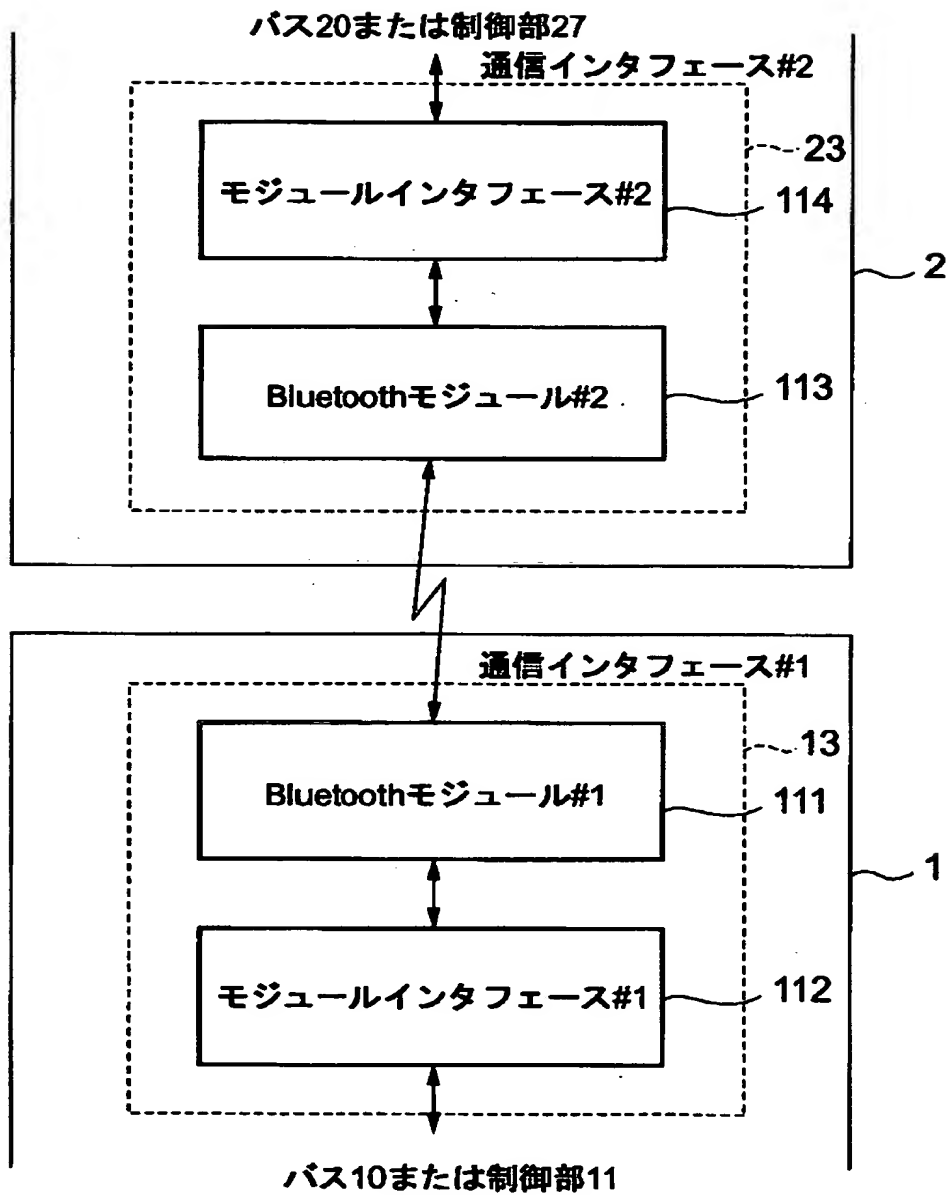 バス20または制御部27
通信インタフェース#2
23
モジュールインタフェース#2
114
2
Bluetoothモジュール#2
113
通信インタフェース#1
13
Bluetoothモジュール#1
111
1
モジュールインタフェース#1
112
バス10または制御部11